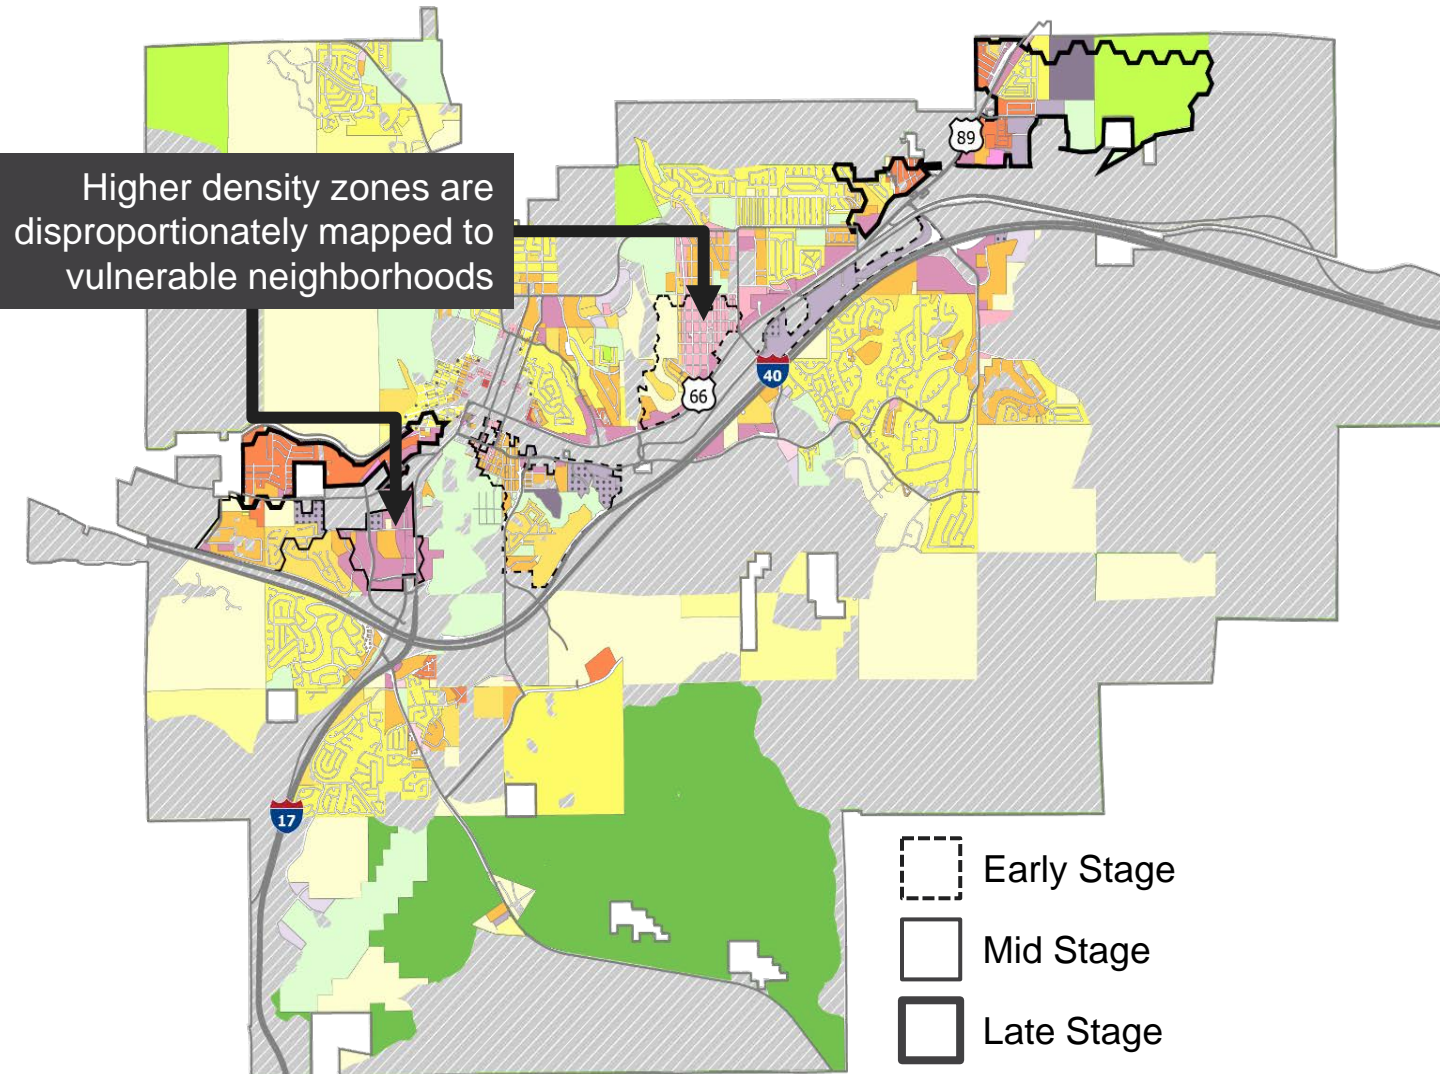 89
Higher density zones are
disproportionately mapped to
vulnerable neighborhoods
40
66
17
Early Stage
Mid Stage
Late Stage